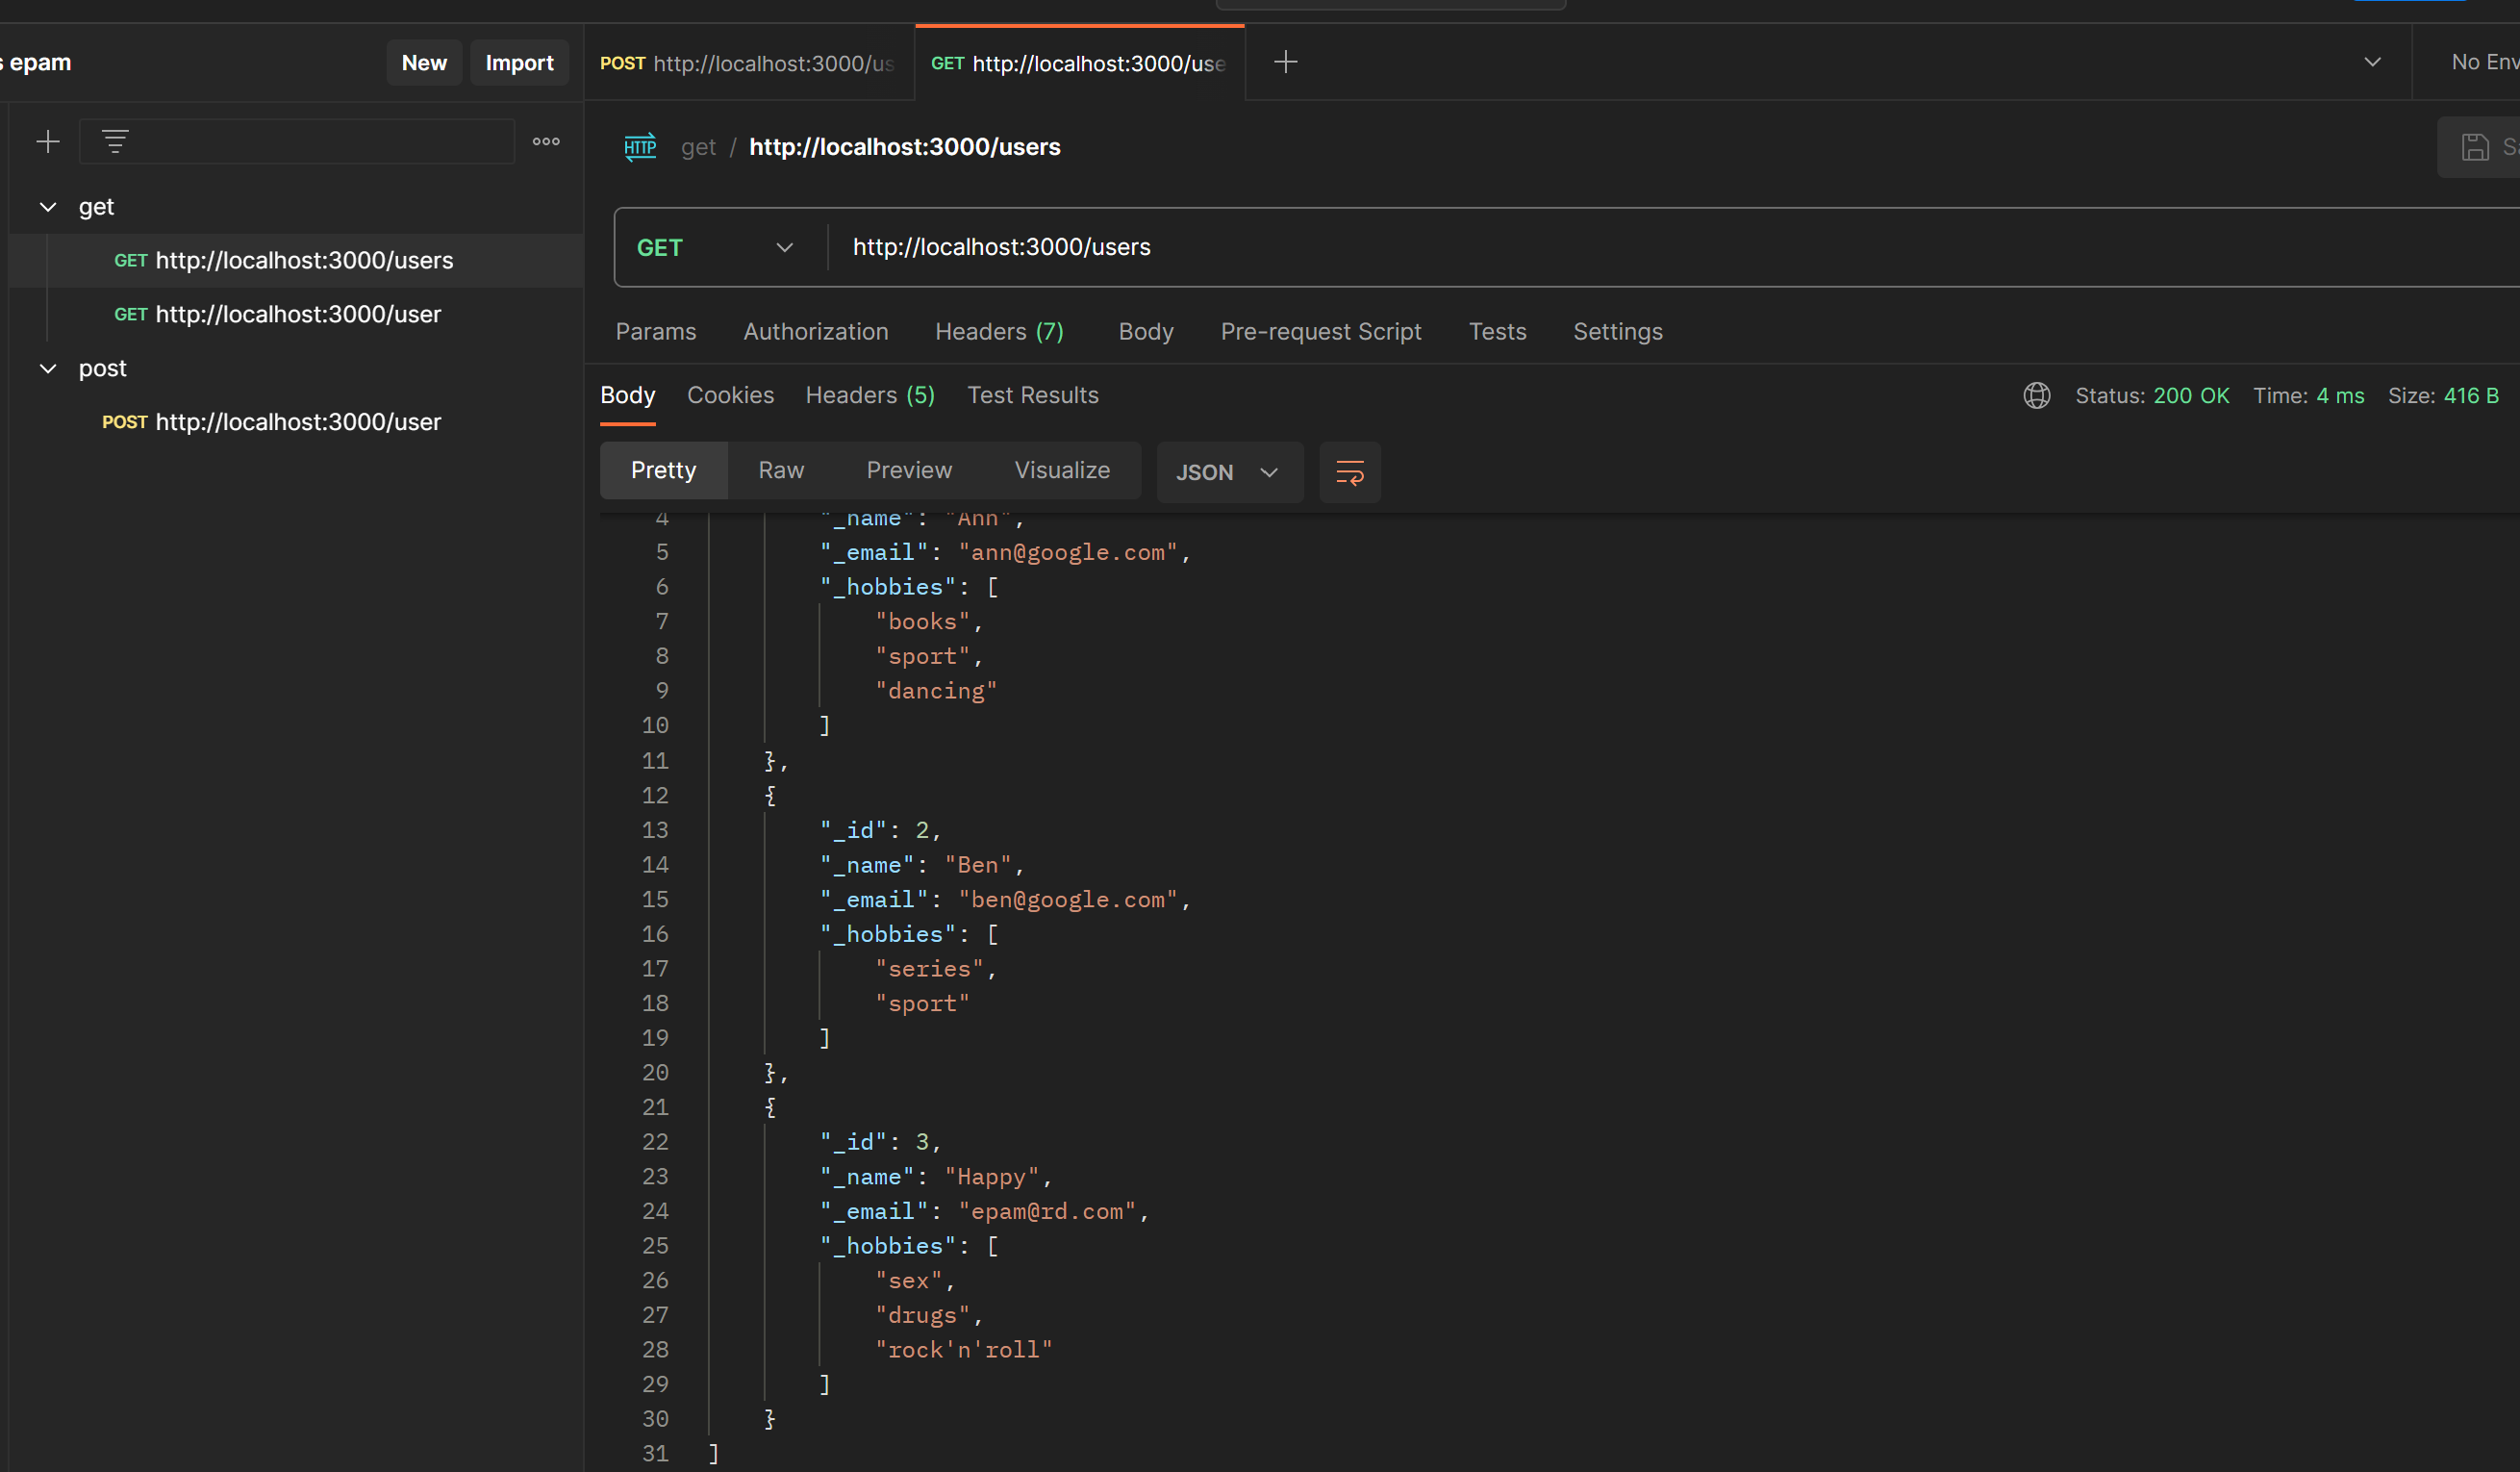 epam
New
Import
POST http://localhost:3000/us
GET http://localhost:3000/use
No Env
get / http://localhost:3000/users
HTTP
get
GET http://localhost:3000/users
GET http://localhost:3000/user
post
POST http://localhost:3000/user
GET
http://localhost:3000/users
Params Authorization Headers (7) Body Pre-request Script Tests Settings
Body Cookies Headers (5) Test Results
Status: 200 OK Time: 4 ms Size: 416 B
Pretty Raw Preview Visualize JSON
4 "_name": "Ann",
5 "_email": "ann@google.com",
6 "_hobbies": [
7 "books",
8 "sport",
9 "dancing"
10 ]
11 },
12 {
13 "_id": 2,
14 "_name": "Ben",
15 "_email": "ben@google.com",
16 "_hobbies": [
17 "series",
18 "sport"
19 ]
20 },
21 {
22 "_id": 3,
23 "_name": "Happy",
24 "_email": "epam@rd.com",
25 "_hobbies": [
26 "sex",
27 "drugs",
28 "rock'n'roll"
29 ]
30 }
31 ]